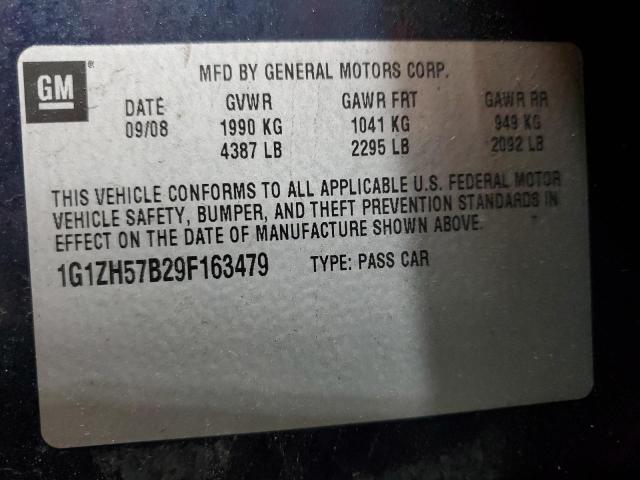 GM ®
MFD BY GENERAL MOTORS CORP.
DATE GVWR GAWR FRT GAWR RR
09/08 1990 KG 1041 KG 949 KG
4387 LB 2295 LB 2092 LB
THIS VEHICLE CONFORMS TO ALL APPLICABLE U.S. FEDERAL MOTOR
VEHICLE SAFETY, BUMPER, AND THEFT PREVENTION STANDARDS IN
EFFECT ON THE DATE OF MANUFACTURE SHOWN ABOVE.
1G1ZH57B29F163479 TYPE: PASS CAR